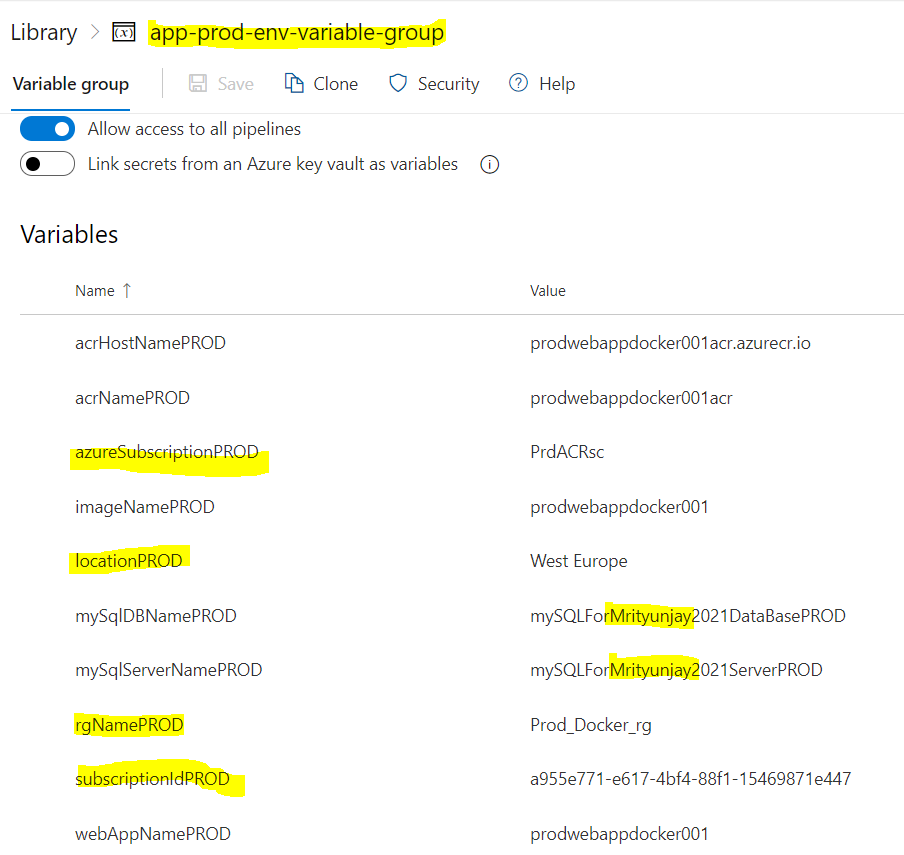 Library > (x) app-prod-env-variable-group
Variable group Save Clone Security ? Help
Allow access to all pipelines
Link secrets from an Azure key vault as variables i
Variables
Name ↑ Value
acrHostNamePROD prodwebappdocker001acr.azurecr.io
acrNamePROD prodwebappdocker001acr
azureSubscriptionPROD PrdACRsc
imageNamePROD prodwebappdocker001
locationPROD West Europe
mySqlDBNamePROD mySQLForMrityunjay2021DataBasePROD
mySqlServerNamePROD mySQLForMrityunjay2021ServerPROD
rgNamePROD Prod_Docker_rg
subscriptionIdPROD a955e771-e617-4bf4-88f1-15469871e447
webAppNamePROD prodwebappdocker001